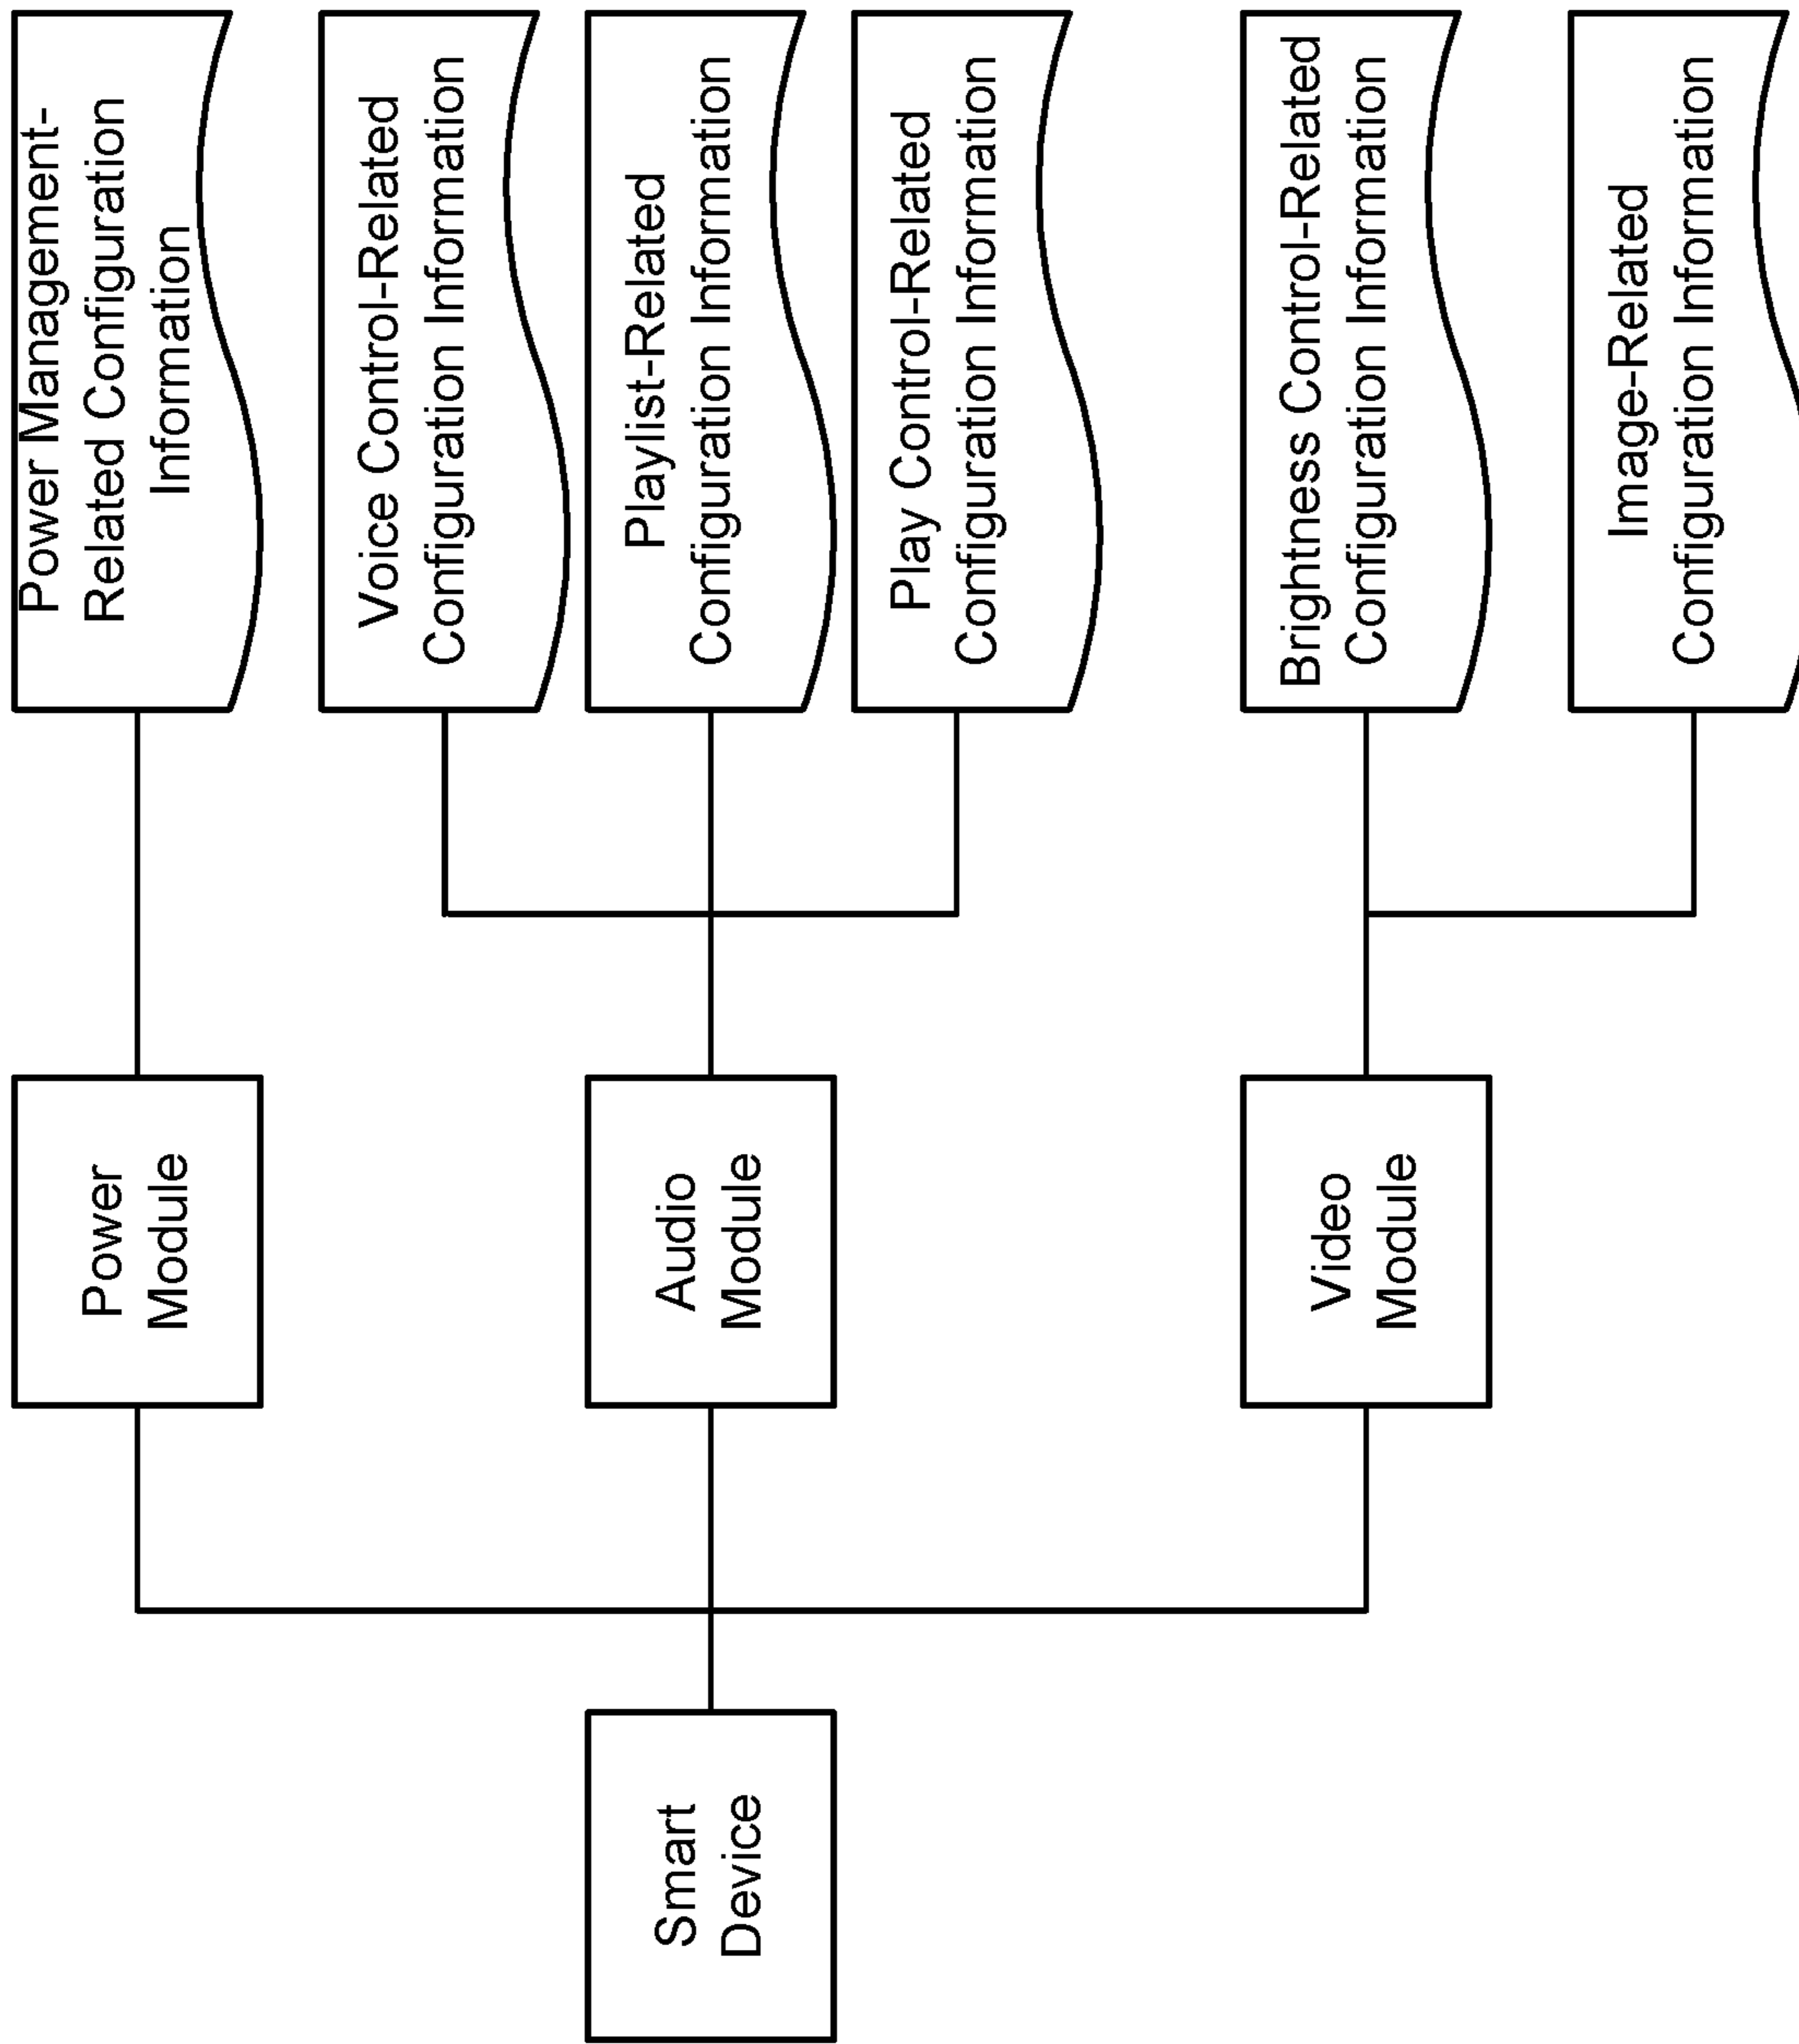 Smart
Device
Power
Module
Audio
Module
Video
Module
Power Management-
Related Configuration
Information
Voice Control-Related
Configuration Information
Playlist-Related
Configuration Information
Play Control-Related
Configuration Information
Brightness Control-Related
Configuration Information
Image-Related
Configuration Information